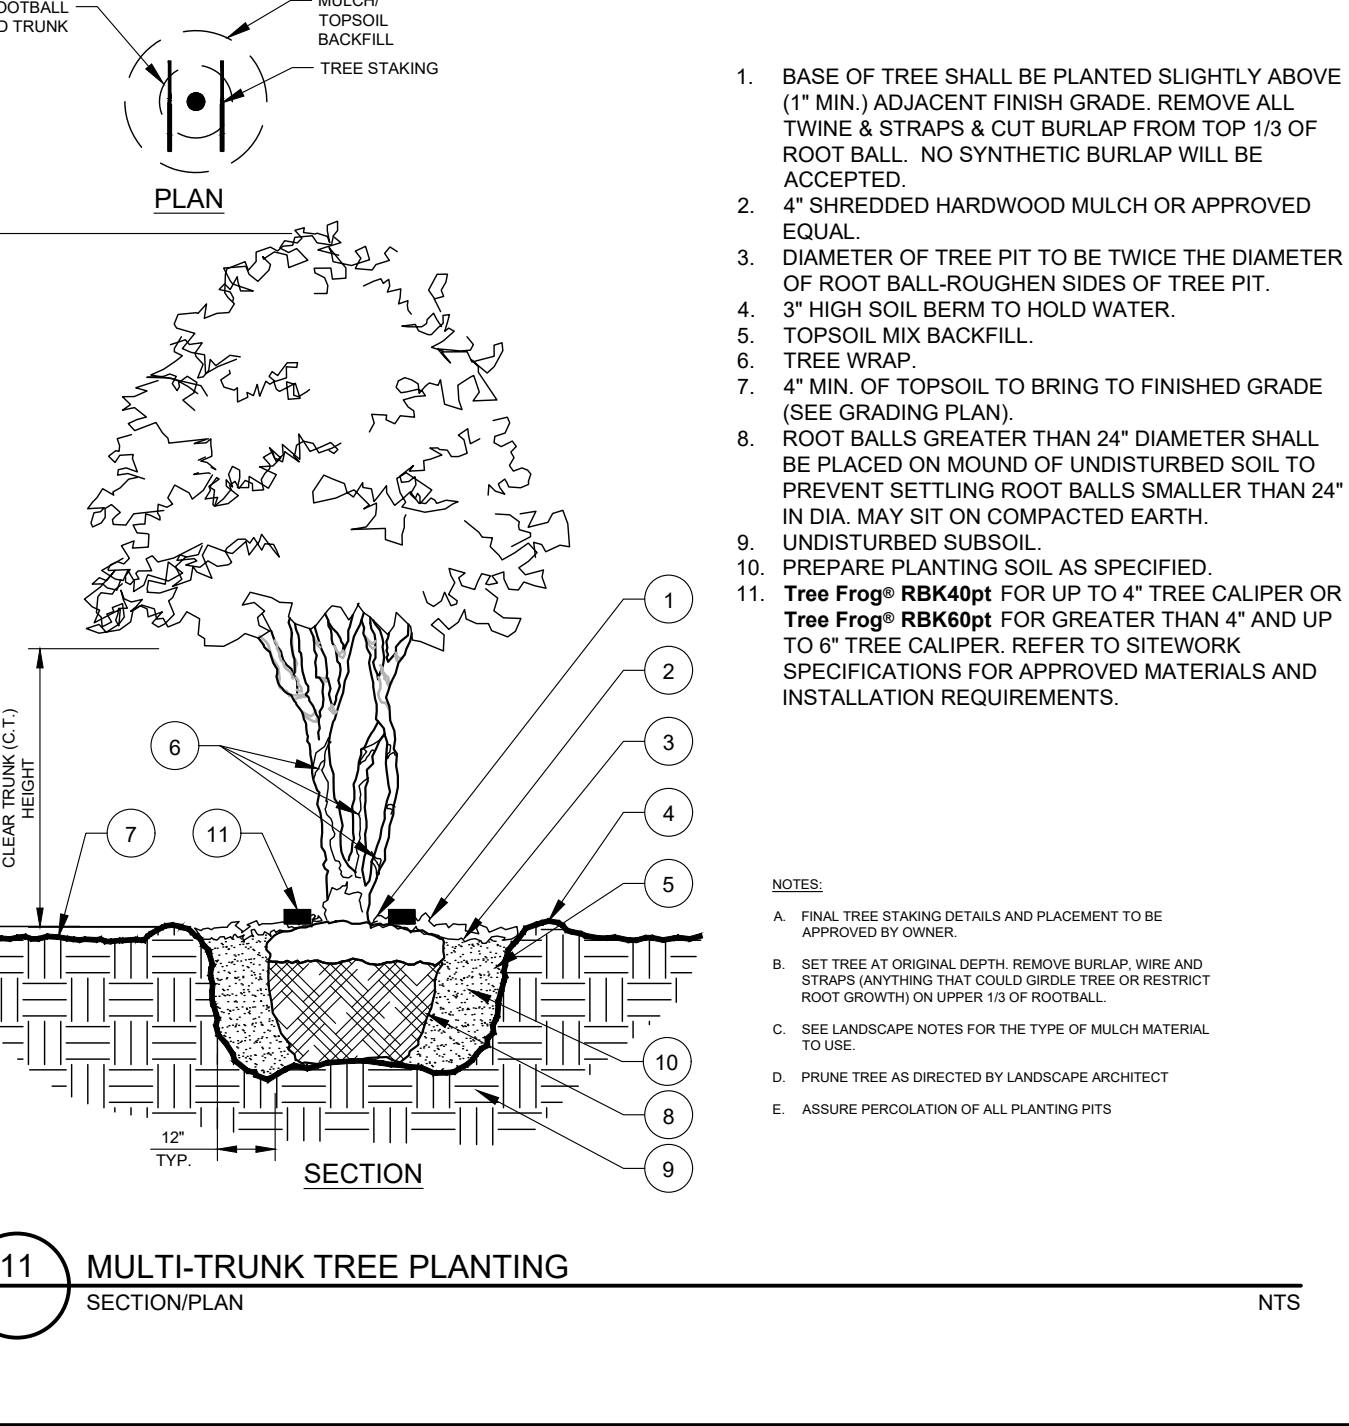 TRUNK
MULCH/
TOPSOIL
BACKFILL
TREE STAKING
PLAN
1. BASE OF TREE SHALL BE PLANTED SLIGHTLY ABOVE
(1" MIN.) ADJACENT FINISH GRADE. REMOVE ALL
TWINE & STRAPS & CUT BURLAP FROM TOP 1/3 OF
ROOT BALL. NO SYNTHETIC BURLAP WILL BE
ACCEPTED.
2. 4" SHREDDED HARDWOOD MULCH OR APPROVED
EQUAL.
3. DIAMETER OF TREE PIT TO BE TWICE THE DIAMETER
OF ROOT BALL-ROUGHEN SIDES OF TREE PIT.
4. 3" HIGH SOIL BERM TO HOLD WATER.
5. TOPSOIL MIX BACKFILL.
6. TREE WRAP.
7. 4" MIN. OF TOPSOIL TO BRING TO FINISHED GRADE
(SEE GRADING PLAN).
8. ROOT BALLS GREATER THAN 24" DIAMETER SHALL
BE PLACED ON MOUND OF UNDISTURBED SOIL TO
PREVENT SETTLING ROOT BALLS SMALLER THAN 24"
IN DIA. MAY SIT ON COMPACTED EARTH.
9. UNDISTURBED SUBSOIL.
10. PREPARE PLANTING SOIL AS SPECIFIED.
11. Tree Frog® RBK40pt FOR UP TO 4" TREE CALIPER OR
Tree Frog® RBK60pt FOR GREATER THAN 4" AND UP
TO 6" TREE CALIPER. REFER TO SITEWORK
SPECIFICATIONS FOR APPROVED MATERIALS AND
INSTALLATION REQUIREMENTS.
1
2
3
4
5
10
8
9
6
7
11
CLEAR TRUNK (C.T.)
HEIGHT
12"
TYP.
SECTION
NOTES:
A. FINAL TREE STAKING DETAILS AND PLACEMENT TO BE
APPROVED BY OWNER.
B. SET TREE AT ORIGINAL DEPTH. REMOVE BURLAP, WIRE AND
STRAPS (ANYTHING THAT COULD GIRDLE TREE OR RESTRICT
ROOT GROWTH) ON UPPER 1/3 OF ROOTBALL.
C. SEE LANDSCAPE NOTES FOR THE TYPE OF MULCH MATERIAL
TO USE.
D. PRUNE TREE AS DIRECTED BY LANDSCAPE ARCHITECT
E. ASSURE PERCOLATION OF ALL PLANTING PITS
11
MULTI-TRUNK TREE PLANTING
SECTION/PLAN
NTS